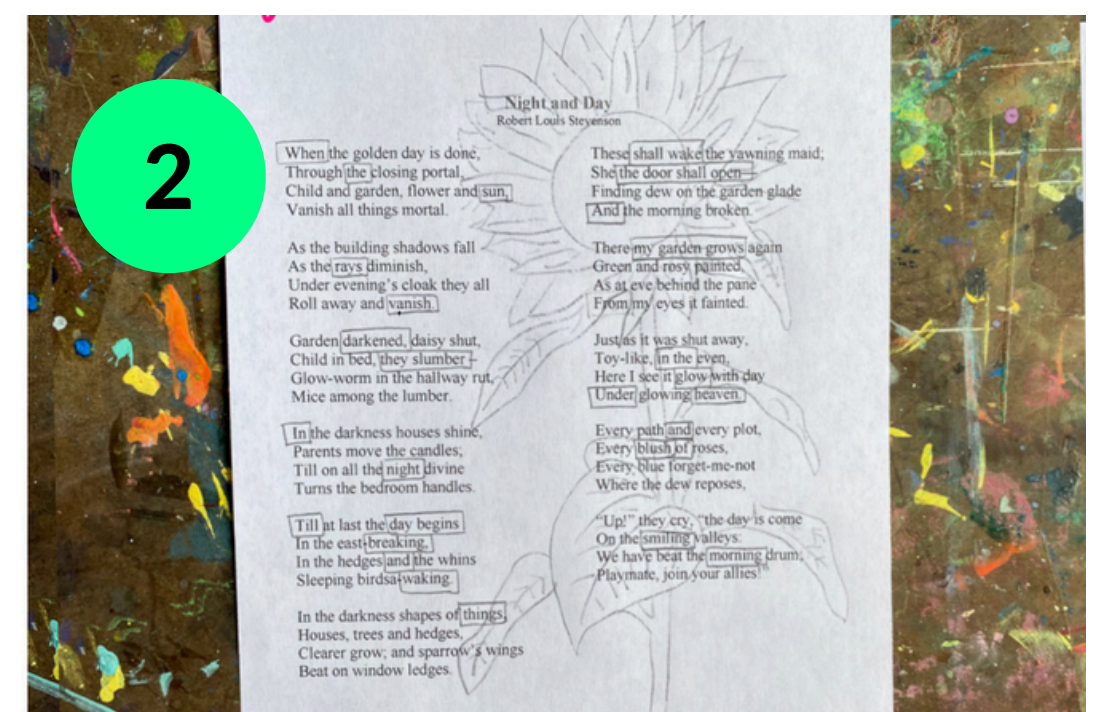 2
Night and Day
Robert Louis Stevenson
When the golden day is done,
Through the closing portal,
Child and garden, flower and sun,
Vanish all things mortal.
As the building shadows fall
As the rays diminish,
Under evening's cloak they all
Roll away and vanish.
Garden darkened, daisy shut,
Child in bed, they slumber-
Glow-worm in the hallway rut,
Mice among the lumber.
In the darkness houses shine,
Parents move the candles;
Till on all the night divine
Turns the bedroom handles.
Till at last the day begins
In the east-breaking,
In the hedges and the whins
Sleeping birdsa-waking.
In the darkness shapes of things,
Houses, trees and hedges,
Clearer grow; and sparrow's wings
Beat on window ledges.
These shall wake the yawning maid;
She the door shall open-
Finding dew on the garden glade
And the morning broken.
There my garden grows again
Green and rosy painted,
As at eve behind the pane
From my eyes it fainted.
Just as it was shut away,
Toy-like, in the even,
Here I see it glow with day
Under glowing heaven.
Every path and every plot,
Every blush of roses,
Every blue forget-me-not
Where the dew reposes,
"Up!" they cry, "the day is come
On the smiling valleys:
We have beat the morning drum;
Playmate, join your allies!"